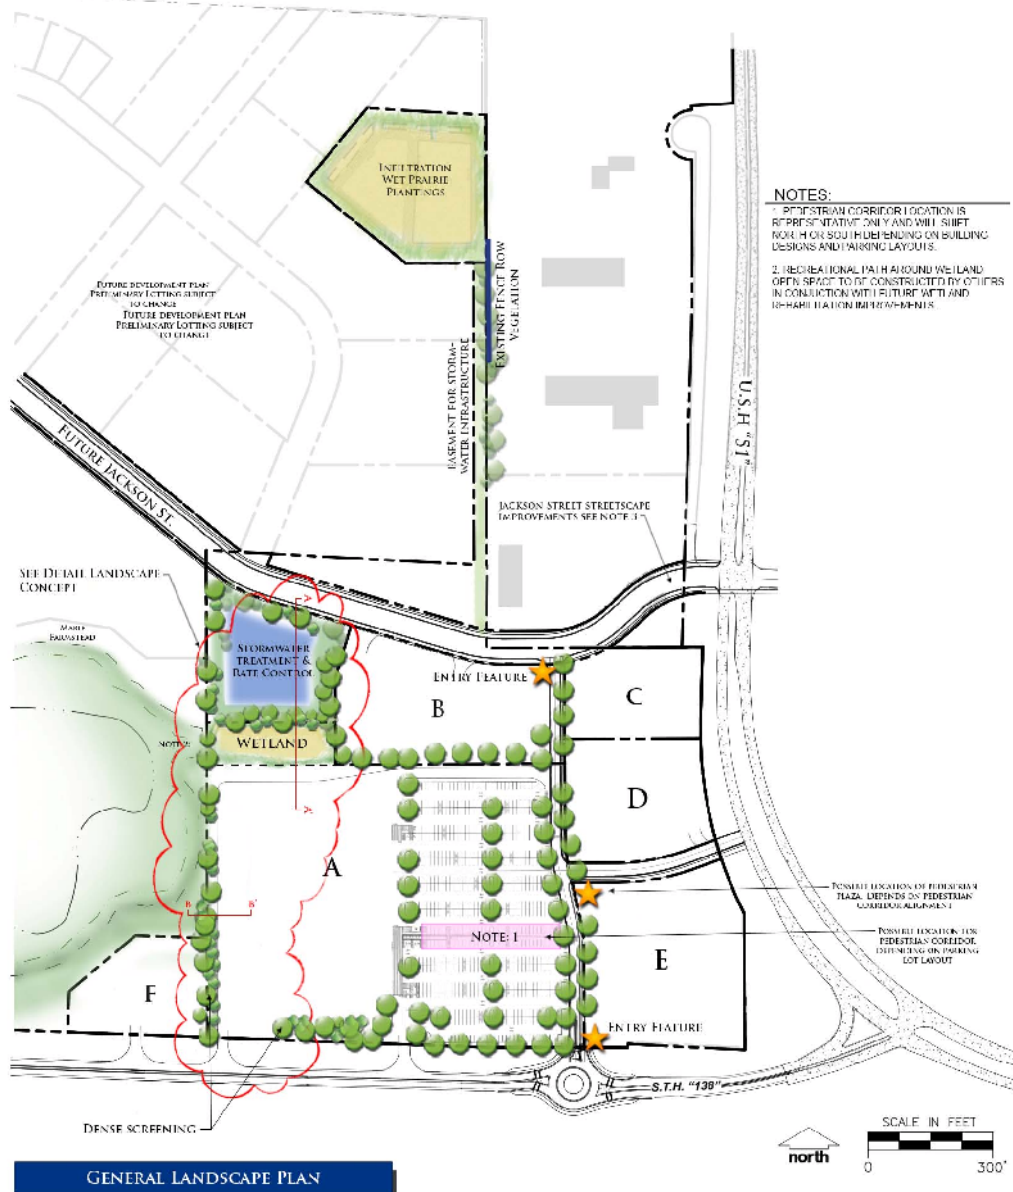 INFILTRATION
WET PRAIRIE
PLANTINGS
NOTES:
1. PEDESTRIAN CORRIDOR LOCATION IS
REPRESENTATIVE ONLY AND WILL SHIFT
NORTH OR SOUTH DEPENDING ON BUILDING
DESIGNS AND PARKING LAYOUTS.
2. RECREATIONAL PATH AROUND WETLAND
OPEN SPACE TO BE CONSTRUCTED BY OTHERS
IN CONJUCTION WITH FUTURE WETLAND
REHABILITATION IMPROVEMENTS.
FUTURE DEVELOPMENT PLAN
PRELIMINARY LOTTING SUBJECT
TO CHANGE
FUTURE DEVELOPMENT PLAN
PRELIMINARY LOTTING SUBJECT
TO CHANGE
EXISTING FENCE ROW
VEGETATION
EASEMENT FOR STORM-
WATER INFRASTRUCTURE
U.S.H "51"
FUTURE JACKSON ST.
JACKSON STREET STREETSCAPE
IMPROVEMENTS SEE NOTE 3
SEE DETAIL LANDSCAPE
CONCEPT
A'
FARMSTEAD
STORMWATER
TREATMENT &
RATE CONTROL
ENTRY FEATURE
B
C
NOTE 2
WETLAND
D
A
POSSIBLE LOCATION OF PEDESTRIAN
PLAZA. DEPENDS ON PEDESTRIAN
CORRIDOR ALIGNMENT
B
B'
NOTE: 1
POSSIBLE LOCATION FOR
PEDESTRIAN CORRIDOR
DEPENDING ON PARKING
LOT LAYOUT
E
F
ENTRY FEATURE
S.T.H. "138"
DENSE SCREENING
SCALE IN FEET
0
300'
north
GENERAL LANDSCAPE PLAN